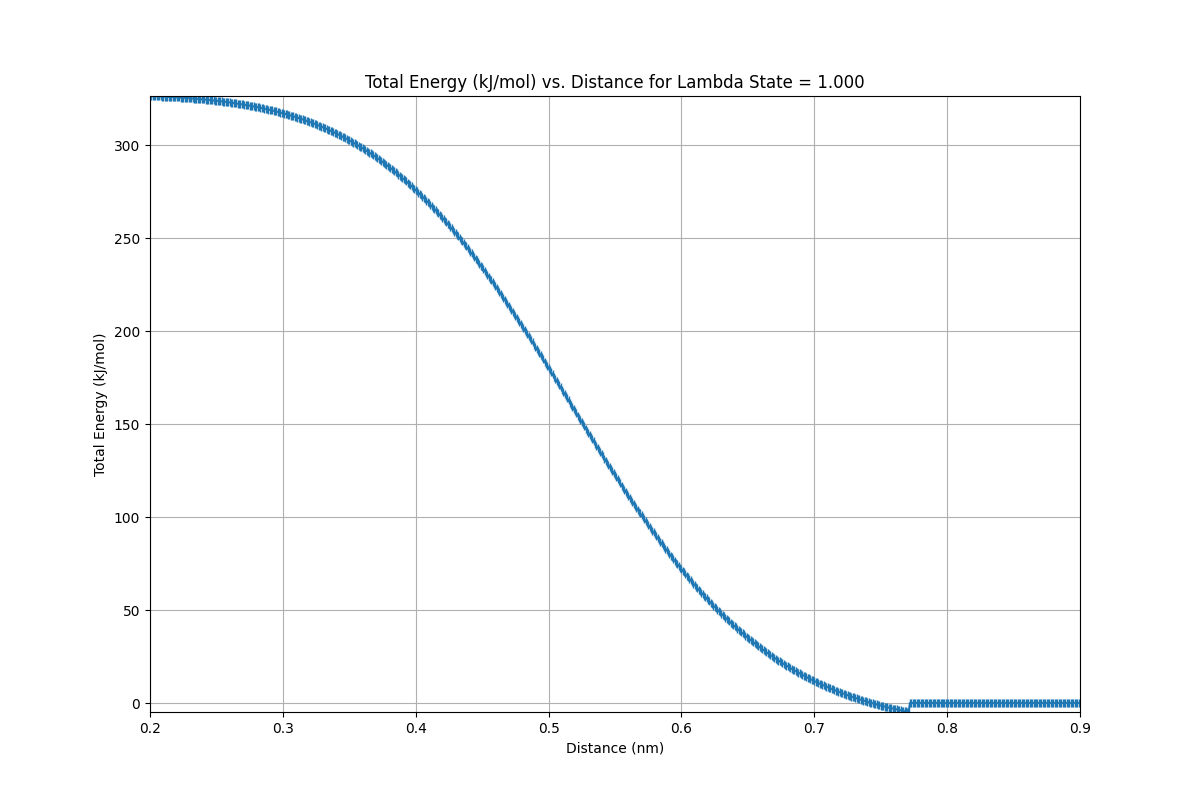 Total Energy (kJ/mol) vs. Distance for Lambda State = 1.000
300
250
200
150
100
50
0
Total Energy (kJ/mol)
0.2 0.3 0.4 0.5 0.6 0.7 0.8 0.9
Distance (nm)